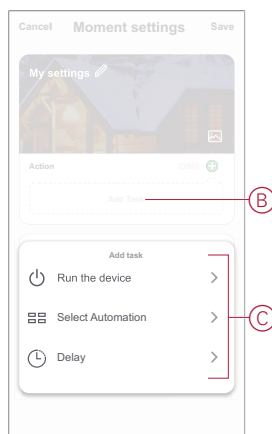 Cancel Moment settings Save
My settings
Action
Add Task
B
Add task
Run the device
Select Automation
C
Delay